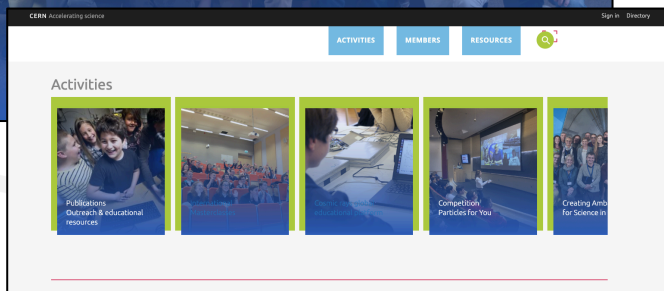 CERN Accelerating science
Sign in Directory
ACTIVITIES MEMBERS RESOURCES
Activities
Publications
Outreach & educational
resources
educational
Competition
Particles for You
Creating Amb
for Science in